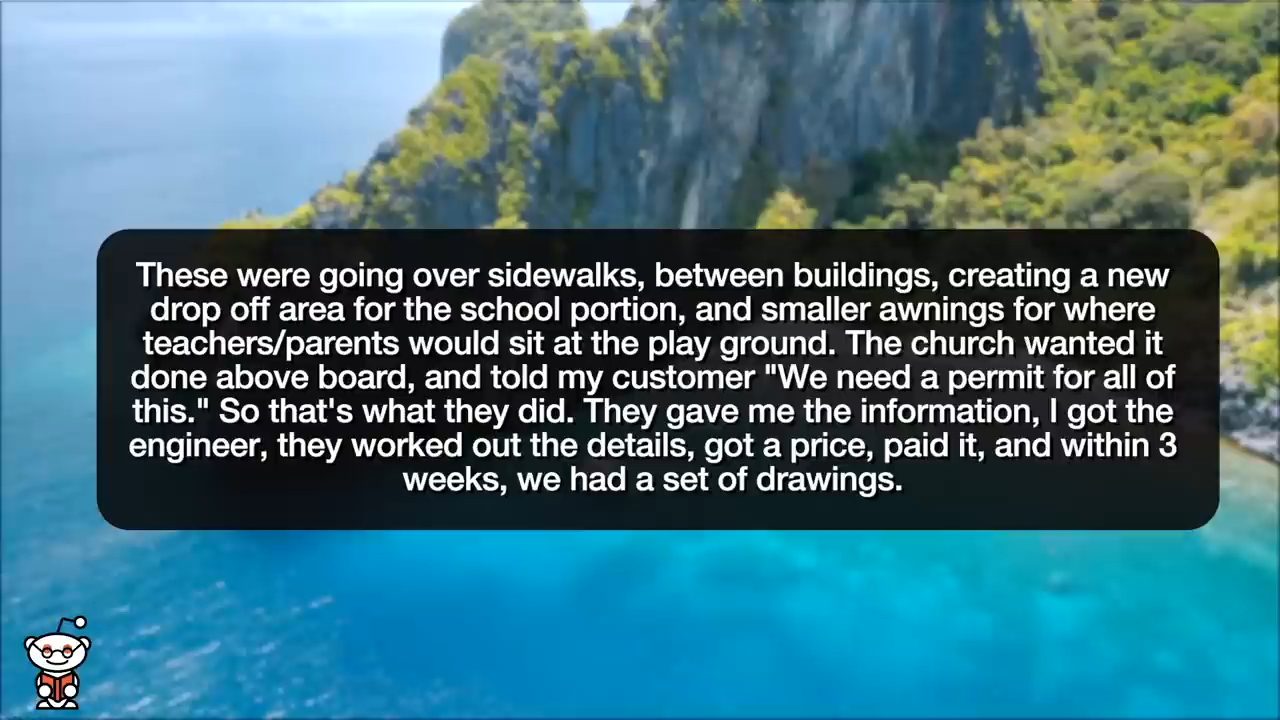 These were going over sidewalks, between buildings, creating a new
drop off area for the school portion, and smaller awnings for where
teachers/parents would sit at the play ground. The church wanted it
done above board, and told my customer "We need a permit for all of
this." So that's what they did. They gave me the information, I got the
engineer, they worked out the details, got a price, paid it, and within 3
weeks, we had a set of drawings.